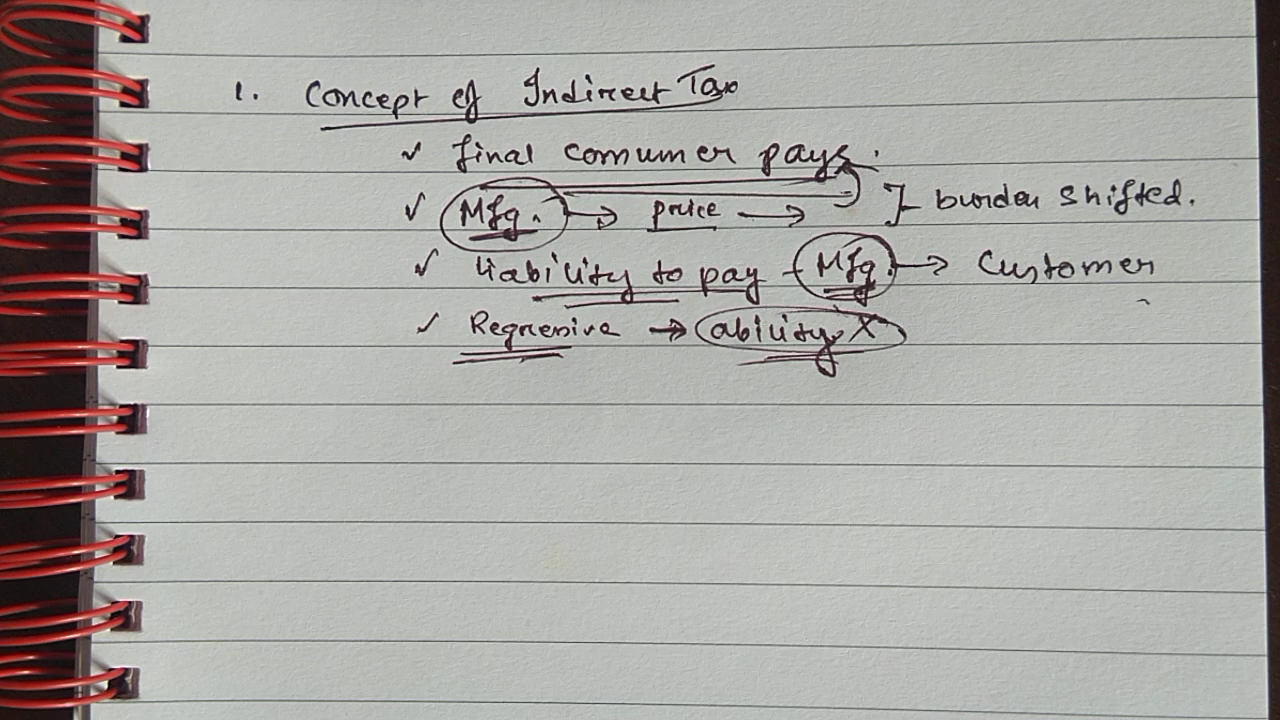 1. Concept of Indirect Tax
✓ final consumer pays.
✓ Mfg. → price → } burden shifted.
✓ liability to pay - Mfg. → Customer
✓ Regressive → ability X